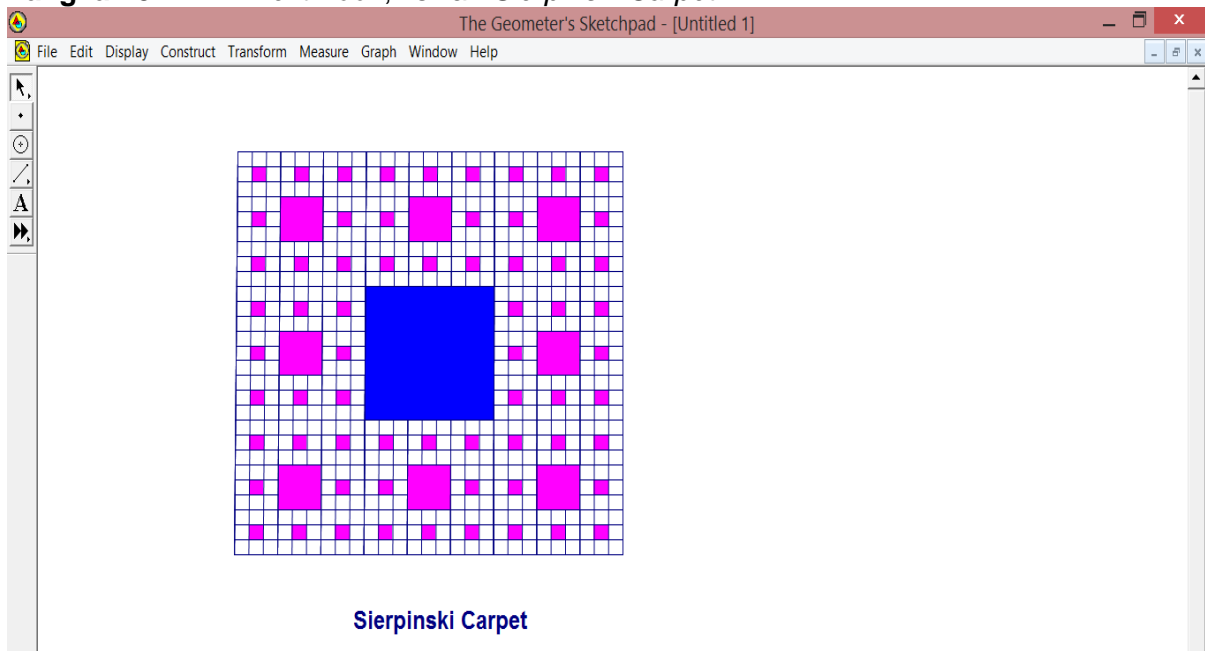 The Geometer's Sketchpad - [Untitled 1]
File Edit Display Construct Transform Measure Graph Window Help
A
Sierpinski Carpet